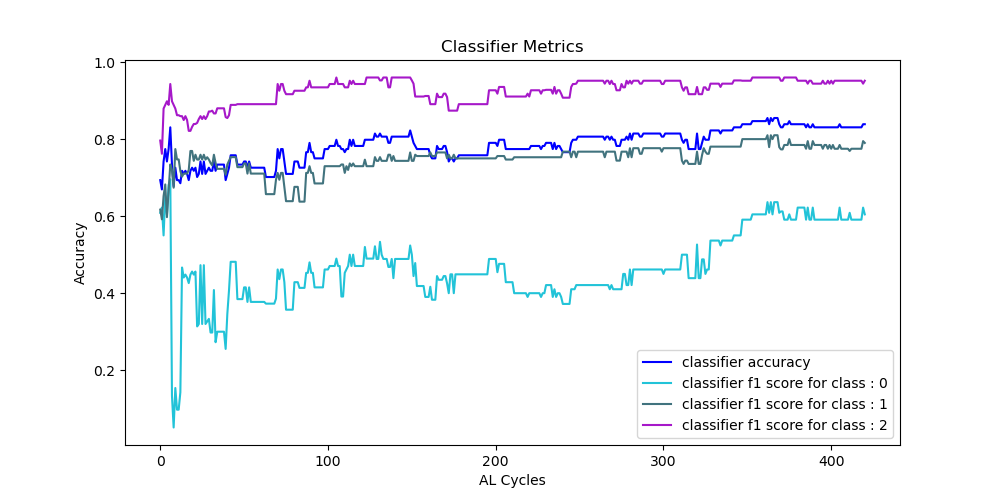 Classifier Metrics
1.0
0.8
0.6
0.4
0.2
Accuracy
0
100
200
300
400
AL Cycles
classifier accuracy
classifier f1 score for class : 0
classifier f1 score for class : 1
classifier f1 score for class : 2